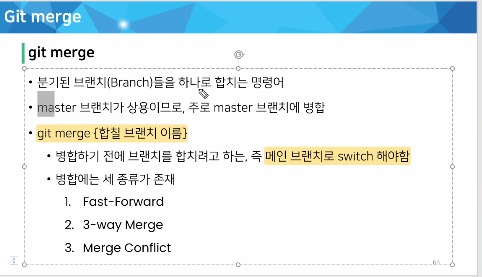 Git merge
git merge
• 분기된 브랜치(Branch)들을 하나로 합치는 명령어
• master 브랜치가 상용이므로, 주로 master 브랜치에 병합
• git merge {합칠 브랜치 이름}
• 병합하기 전에 브랜치를 합치려고 하는, 즉 메인 브랜치로 switch 해야함
• 병합에는 세 종류가 존재
1. Fast-Forward
2. 3-way Merge
3. Merge Conflict
64